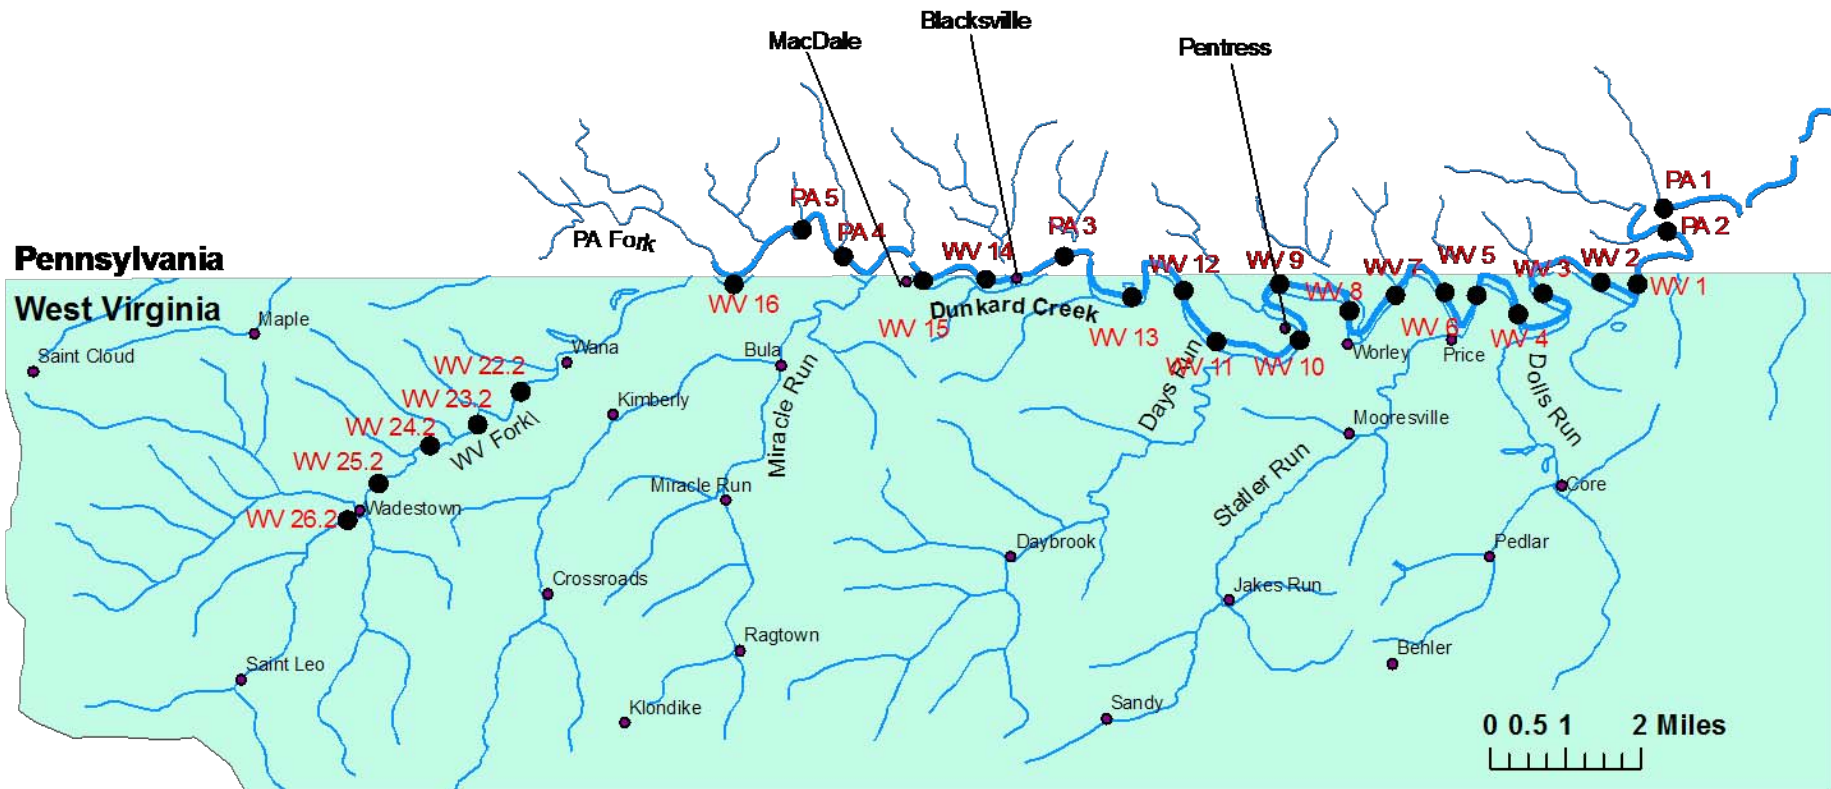 Blacksville
MacDale
Pentress
PA 1
PA 5
PA 2
PA 3
PA 4
PA Fork
WV 14
WV 12
WV 9
WV 7
WV 5
WV 3
WV 2
Pennsylvania
West Virginia
WV 16
WV 15
Dunkard Creek
WV 13
WV 8
WV 6
WV 4
WV 1
Maple
Saint Cloud
Wana
Bula
WV 11
WV 10
Worley
Price
WV 22.2
WV 23.2
WV 24.2
WV 25.2
WV 26.2
WV Fork\
Kimberly
Miracle Run
Days Run
Dolls Run
Mooresville
Statler Run
Miracle Run
Core
Wadestown
Daybrook
Pedlar
Crossroads
Jakes Run
Ragtown
Behler
Saint Leo
Klondike
Sandy
0 0.5 1 2 Miles